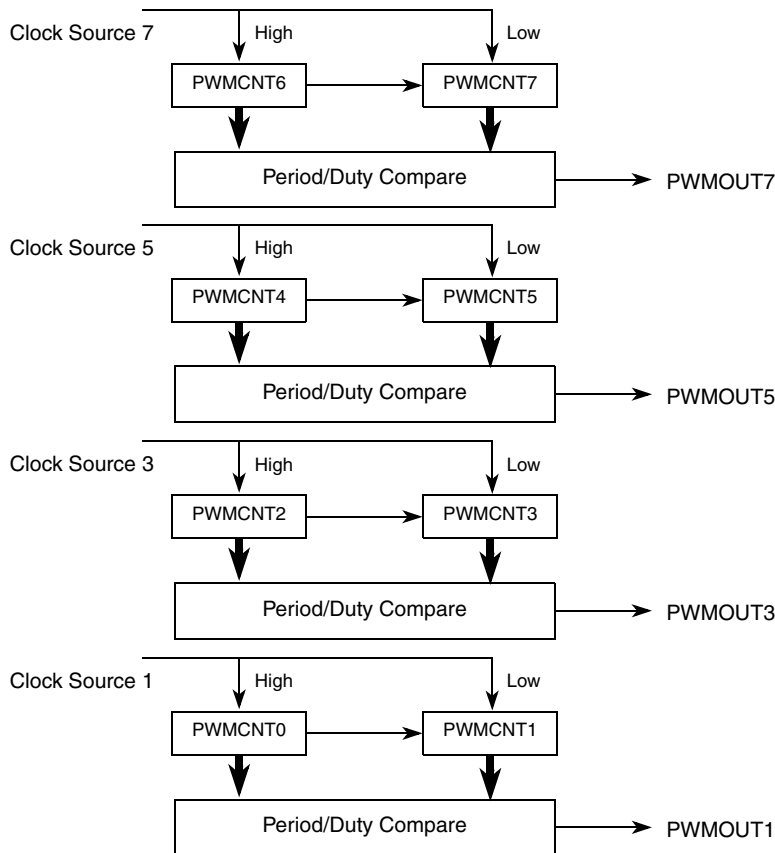 Clock Source 7
High
Low
PWMCNT6
PWMCNT7
Period/Duty Compare
PWMOUT7
Clock Source 5
High
Low
PWMCNT4
PWMCNT5
Period/Duty Compare
PWMOUT5
Clock Source 3
High
Low
PWMCNT2
PWMCNT3
Period/Duty Compare
PWMOUT3
Clock Source 1
High
Low
PWMCNT0
PWMCNT1
Period/Duty Compare
PWMOUT1